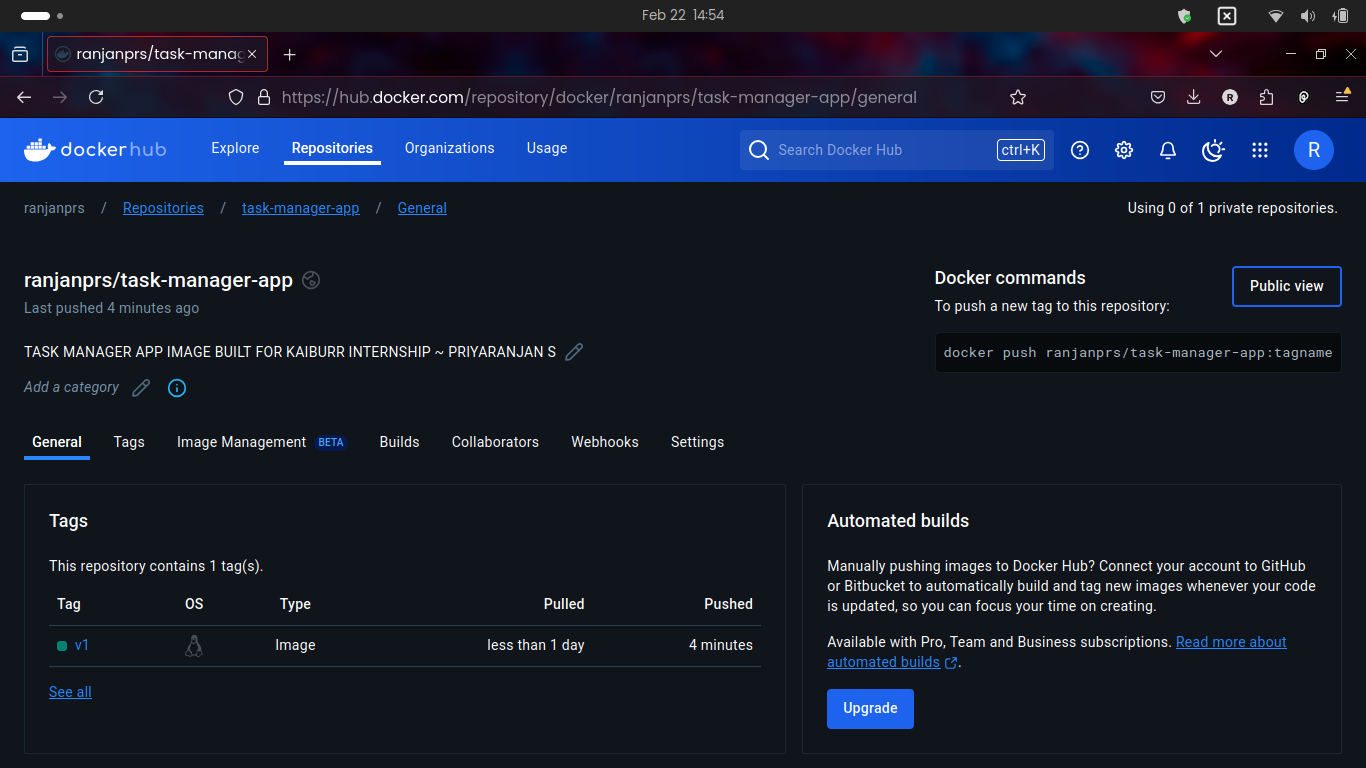 Feb 22 14:54
ranjanprs/task-manag
https://hub.docker.com/repository/docker/ranjanprs/task-manager-app/general
R
docker hub Explore Repositories Organizations Usage Search Docker Hub ctrl+K R
ranjanprs / Repositories / task-manager-app / General Using 0 of 1 private repositories.
ranjanprs/task-manager-app
Last pushed 4 minutes ago
TASK MANAGER APP IMAGE BUILT FOR KAIBURR INTERNSHIP ~ PRIYARANJAN S
Add a category
Docker commands
To push a new tag to this repository:
Public view
docker push ranjanprs/task-manager-app:tagname
General Tags Image Management BETA Builds Collaborators Webhooks Settings
Tags
This repository contains 1 tag(s).
Tag OS Type Pulled Pushed
v1 Image less than 1 day 4 minutes
See all
Automated builds
Manually pushing images to Docker Hub? Connect your account to GitHub
or Bitbucket to automatically build and tag new images whenever your code
is updated, so you can focus your time on creating.
Available with Pro, Team and Business subscriptions. Read more about
automated builds.
Upgrade